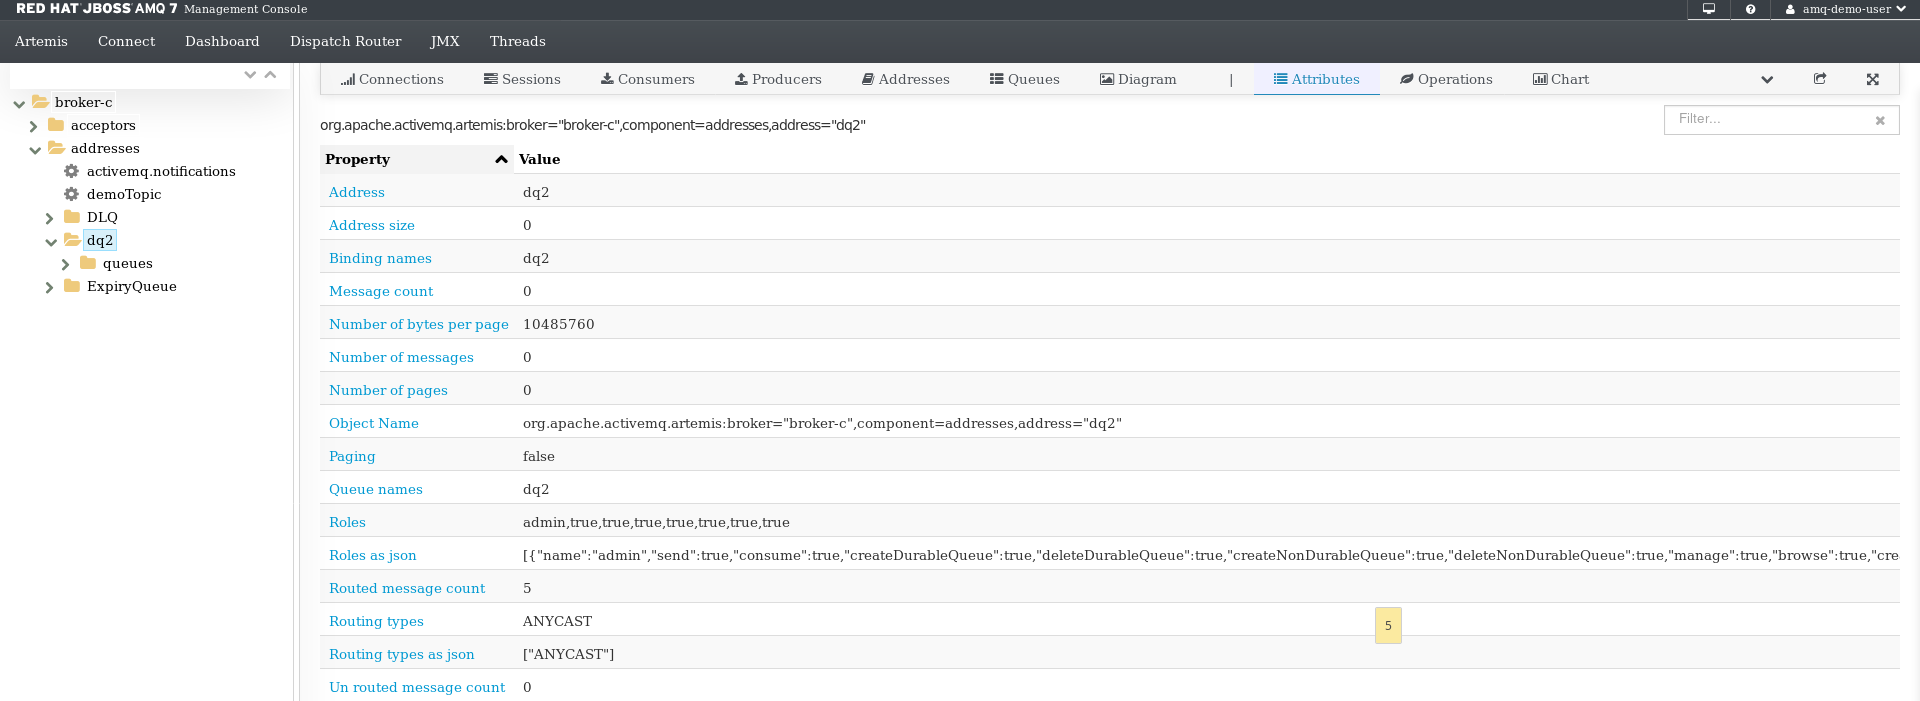 RED HAT JBOSS AMQ 7 Management Console
amq-demo-user
Artemis Connect Dashboard Dispatch Router JMX Threads
Connections Sessions Consumers Producers Addresses Queues Diagram | Attributes Operations Chart
broker-c
acceptors
addresses
activemq.notifications
demoTopic
DLQ
dq2
queues
ExpiryQueue
org.apache.activemq.artemis:broker="broker-c",component=addresses,address="dq2"
Filter...
Property Value
Address dq2
Address size 0
Binding names dq2
Message count 0
Number of bytes per page 10485760
Number of messages 0
Number of pages 0
Object Name org.apache.activemq.artemis:broker="broker-c",component=addresses,address="dq2"
Paging false
Queue names dq2
Roles admin,true,true,true,true,true,true,true
Roles as json [{"name":"admin","send":true,"consume":true,"createDurableQueue":true,"deleteDurableQueue":true,"createNonDurableQueue":true,"deleteNonDurableQueue":true,"manage":true,"browse":true,"cre
Routed message count 5
Routing types ANYCAST
5
Routing types as json ["ANYCAST"]
Un routed message count 0